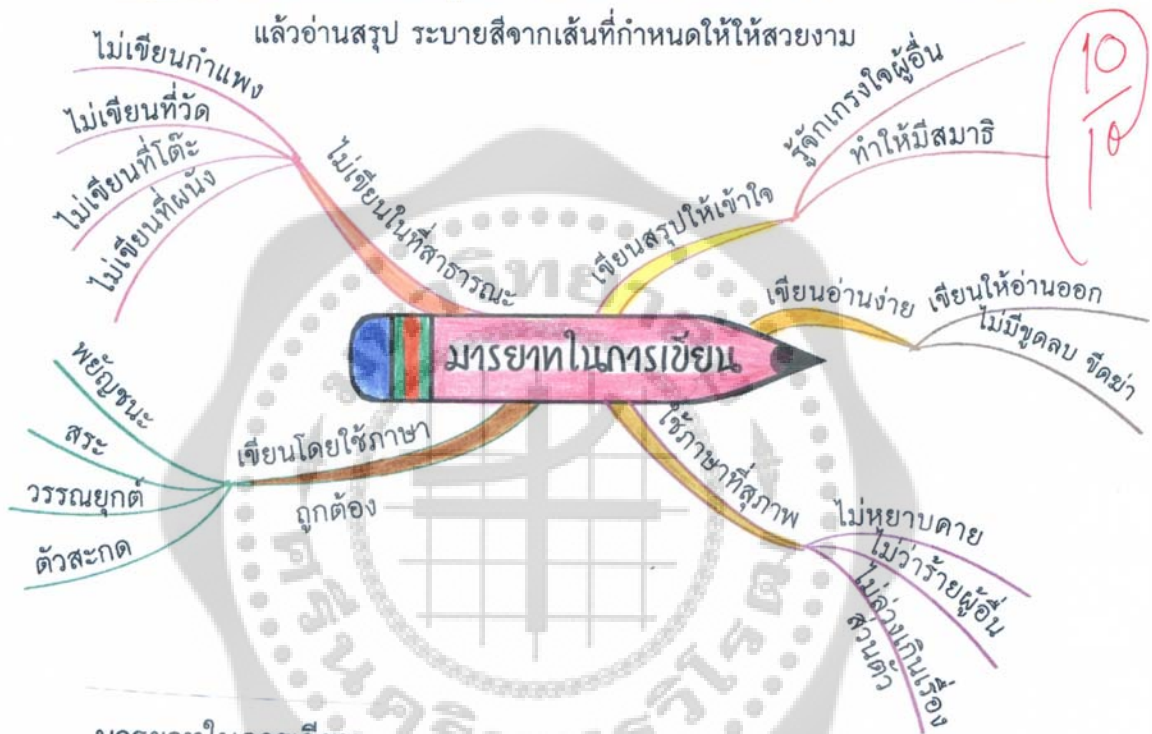 แล้วอ่านสรุป ระบายสีจากเส้นที่กำหนดให้ให้สวยงาม
10
10
ไม่เขียนกำแพง
ไม่เขียนที่วัด
ไม่เขียนที่โต๊ะ
ไม่เขียนที่ผนัง
ไม่เขียนในที่สาธารณะ
เขียนสรุปให้เข้าใจ
รู้จักเกรงใจผู้อื่น
ทำให้มีสมาธิ
เขียนอ่านง่าย
เขียนให้อ่านออก
ไม่มีขูดลบ ขีดฆ่า
มารยาทในการเขียน
พยัญชนะ
สระ
วรรณยุกต์
ตัวสะกด
เขียนโดยใช้ภาษา
ถูกต้อง
ใช้ภาษาที่สุภาพ
ไม่หยาบคาย
ไม่ว่าร้ายผู้อื่น
ไม่ล่วงเกินเรื่อง
ส่วนตัว